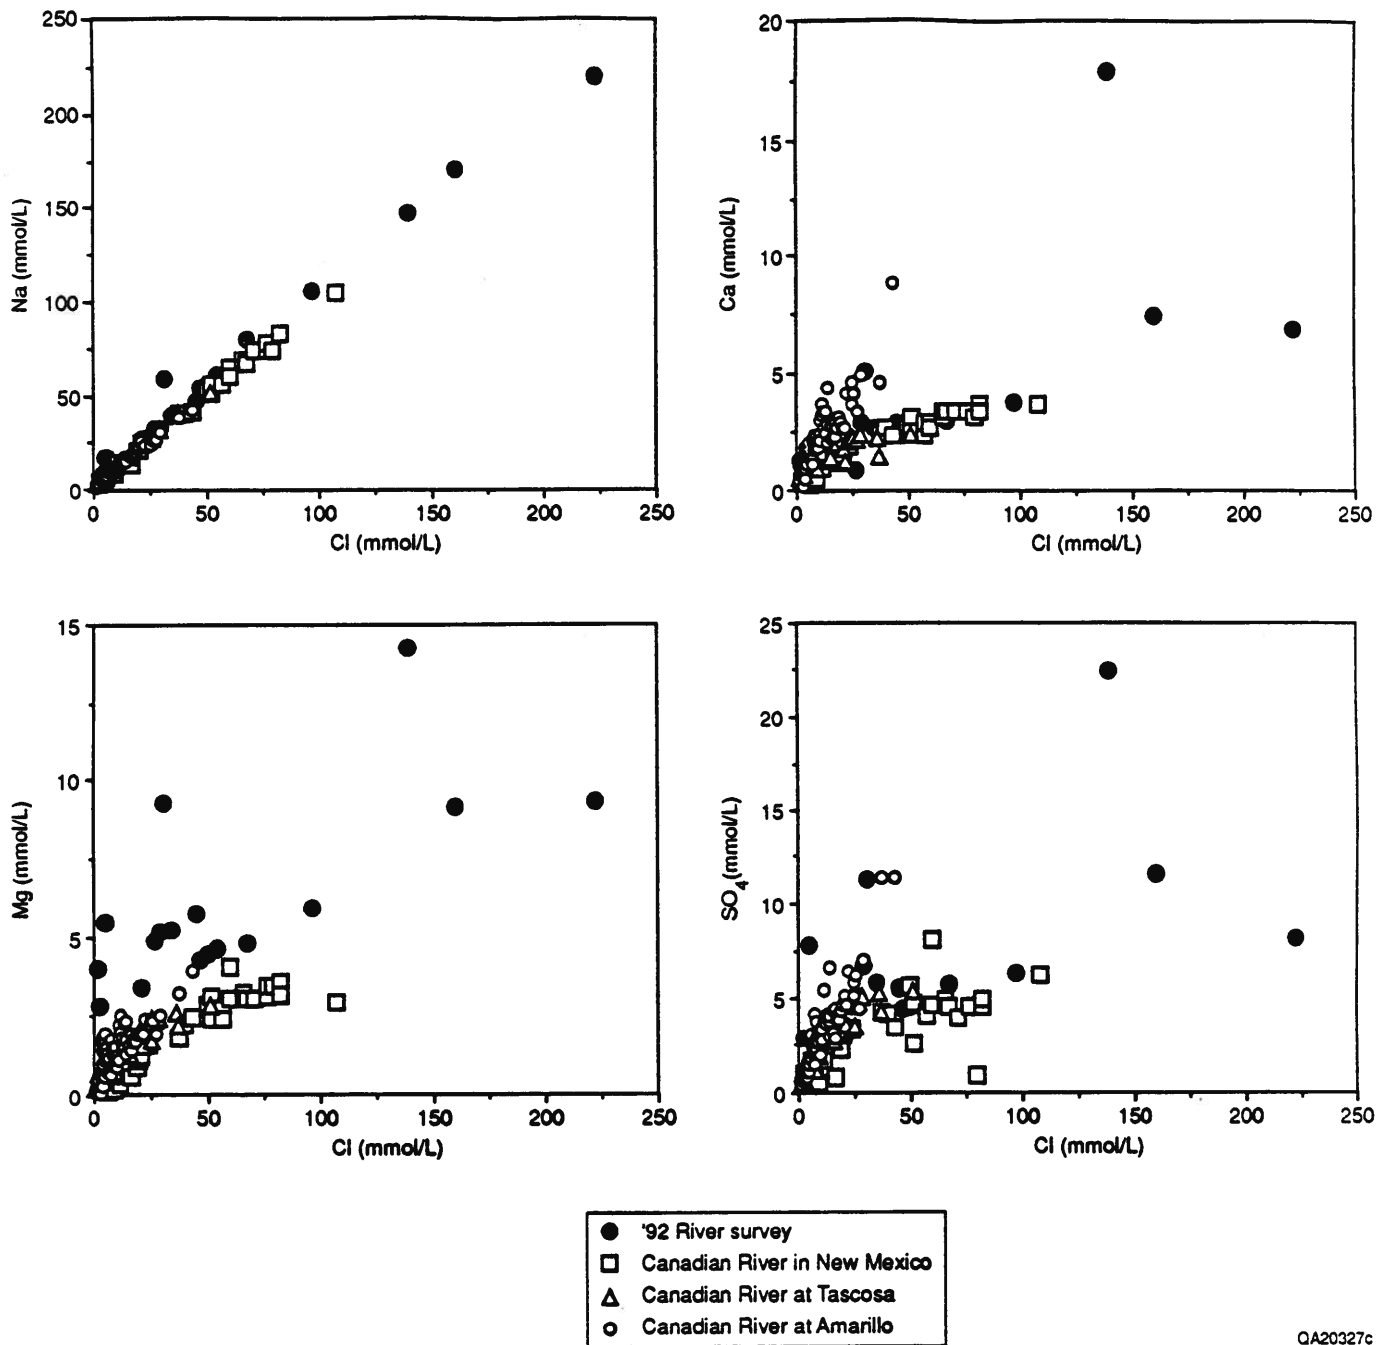 250
200
150
100
50
0
Na (mmol/L)
0 50 100 150 200 250
Cl (mmol/L)
20
15
10
5
0
Ca (mmol/L)
0 50 100 150 200 250
Cl (mmol/L)
15
10
5
0
Mg (mmol/L)
0 50 100 150 200 250
Cl (mmol/L)
25
20
15
10
5
0
SO4 (mmol/L)
0 50 100 150 200 250
Cl (mmol/L)
'92 River survey
Canadian River in New Mexico
Canadian River at Tascosa
Canadian River at Amarillo
QA20327c